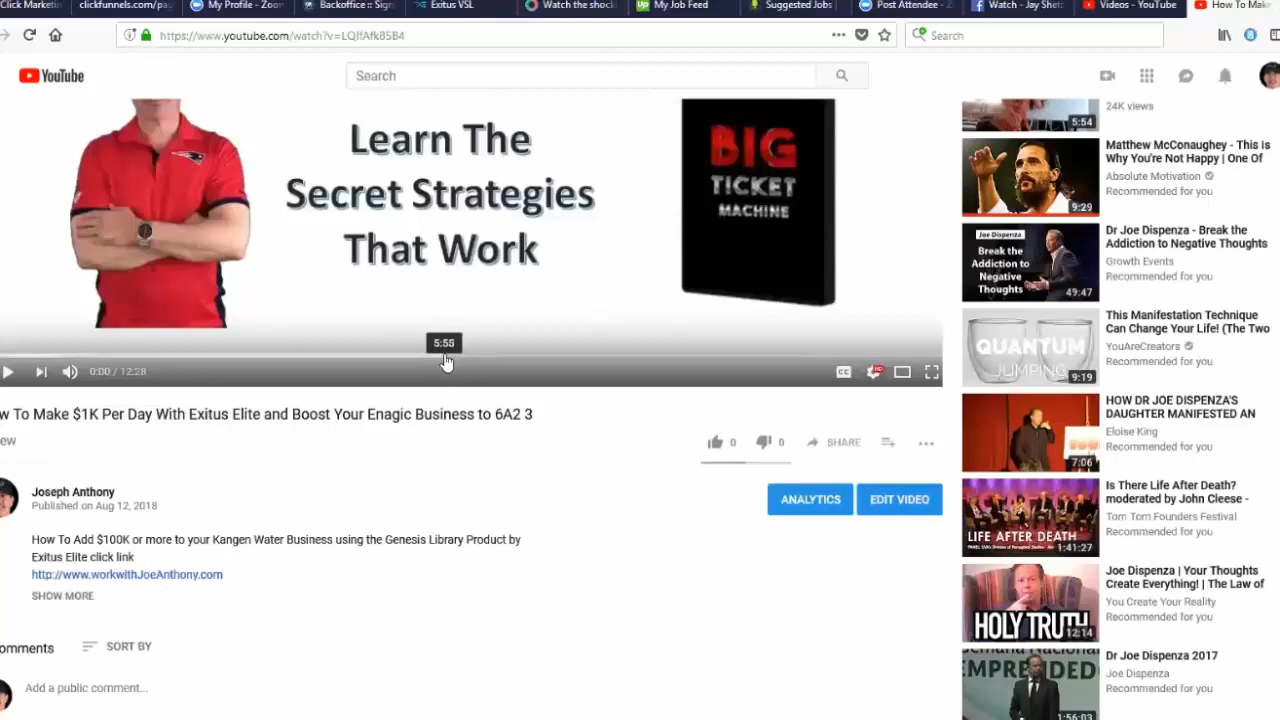 Click Marketin
clickfunnels.com/pa
My Profile - Zoo
Backoffice :: Sign
Exitus VSL
Watch the shock
My Job Feed
Suggested Jobs
Post Attendee - Z
Watch - Jay Shett
Videos - YouTube
How To Make
https://www.youtube.com/watch?v=LQlfAfk85B4
Search
YouTube
Search
Learn The
Secret Strategies
That Work
BIG
TICKET
MACHINE
5:55
0:00 / 12:28
CC
HD
w To Make $1K Per Day With Exitus Elite and Boost Your Enagic Business to 6A2 3
ew
0
0
SHARE
Joseph Anthony
Published on Aug 12, 2018
ANALYTICS
EDIT VIDEO
How To Add $100K or more to your Kangen Water Business using the Genesis Library Product by
Exitus Elite click link
http://www.workwithJoeAnthony.com
SHOW MORE
omments
SORT BY
Add a public comment...
24K views
5:54
Matthew McConaughey - This is
Why You're Not Happy | One Of
Absolute Motivation
Recommended for you
9:29
Dr Joe Dispenza - Break the
Addiction to Negative Thoughts
Growth Events
Recommended for you
Joe Dispenza
Break the
Addiction to
Negative
Thoughts
49:47
This Manifestation Technique
Can Change Your Life! (The Two
YouAreCreators
Recommended for you
QUANTUM
JUMPING
9:19
HOW DR JOE DISPENZA'S
DAUGHTER MANIFESTED AN
Eloise King
Recommended for you
7:06
Is There Life After Death?
moderated by John Cleese -
Tom Tom Founders Festival
Recommended for you
LIFE AFTER DEATH
1:41:27
Joe Dispenza | Your Thoughts
Create Everything! | The Law of
You Create Your Reality
Recommended for you
HOLY TRUTH
12:14
Dr Joe Dispenza 2017
Joe Dispenza
Recommended for you
EMPRENDED
1:56:03